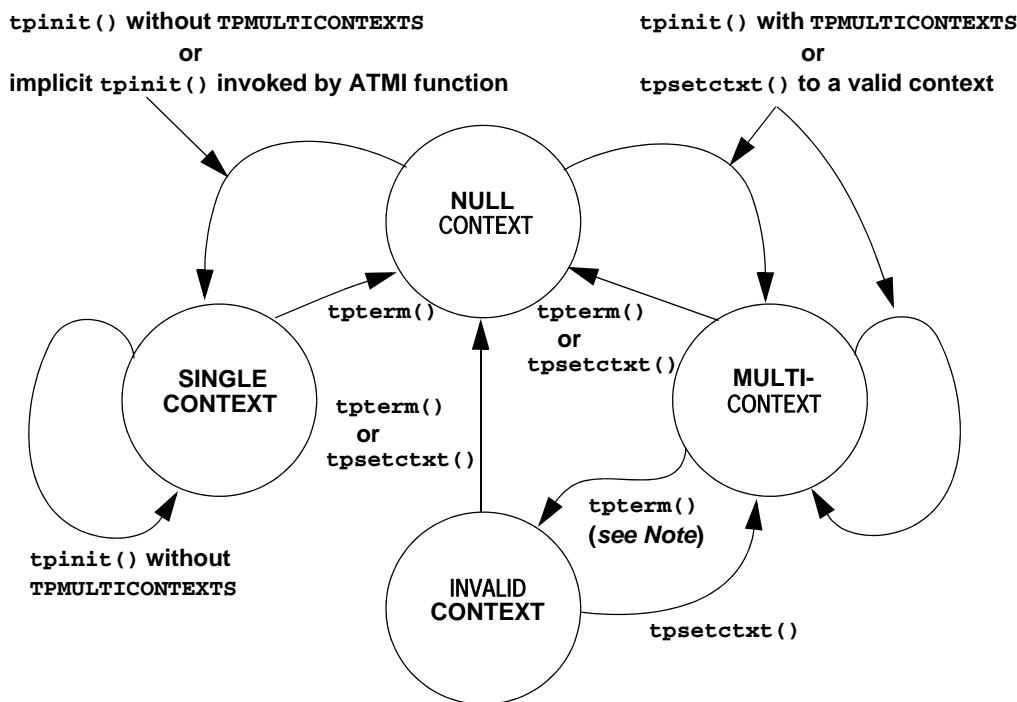 tpinit() without TPMULTICONTEXTS
or
implicit tpinit() invoked by ATMI function
tpinit() with TPMULTICONTEXTS
or
tpsetctxt() to a valid context
NULL
CONTEXT
tpterm()
tpterm()
or
tpsetctxt()
SINGLE
CONTEXT
MULTI-
CONTEXT
tpterm()
or
tpsetctxt()
tpterm()
(see Note)
tpinit() without
TPMULTICONTEXTS
INVALID
CONTEXT
tpsetctxt()